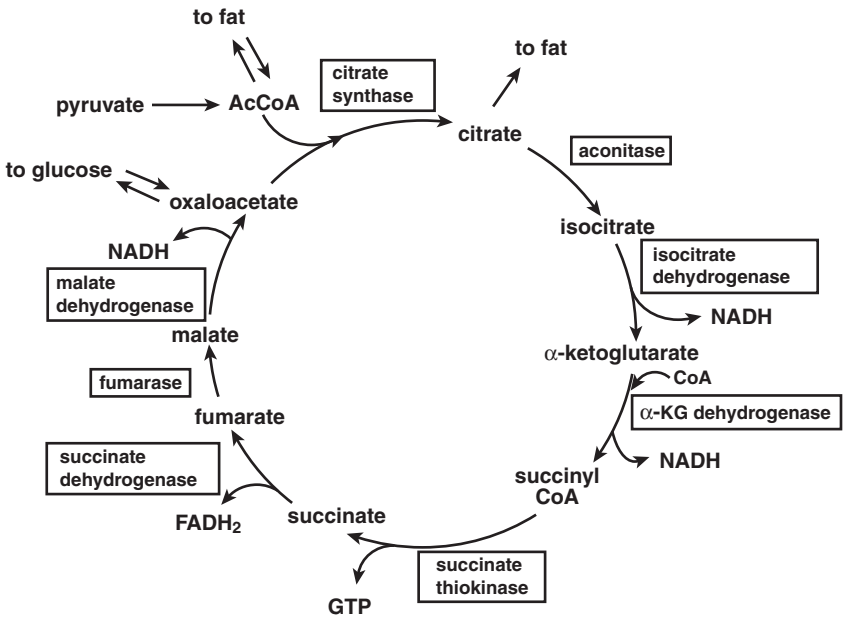 to fat
to fat
citrate
synthase
pyruvate
AcCoA
citrate
aconitase
to glucose
oxaloacetate
isocitrate
NADH
isocitrate
dehydrogenase
malate
dehydrogenase
NADH
malate
α-ketoglutarate
CoA
fumarase
α-KG dehydrogenase
fumarate
NADH
succinate
dehydrogenase
succinyl
CoA
FADH₂
succinate
succinate
thiokinase
GTP